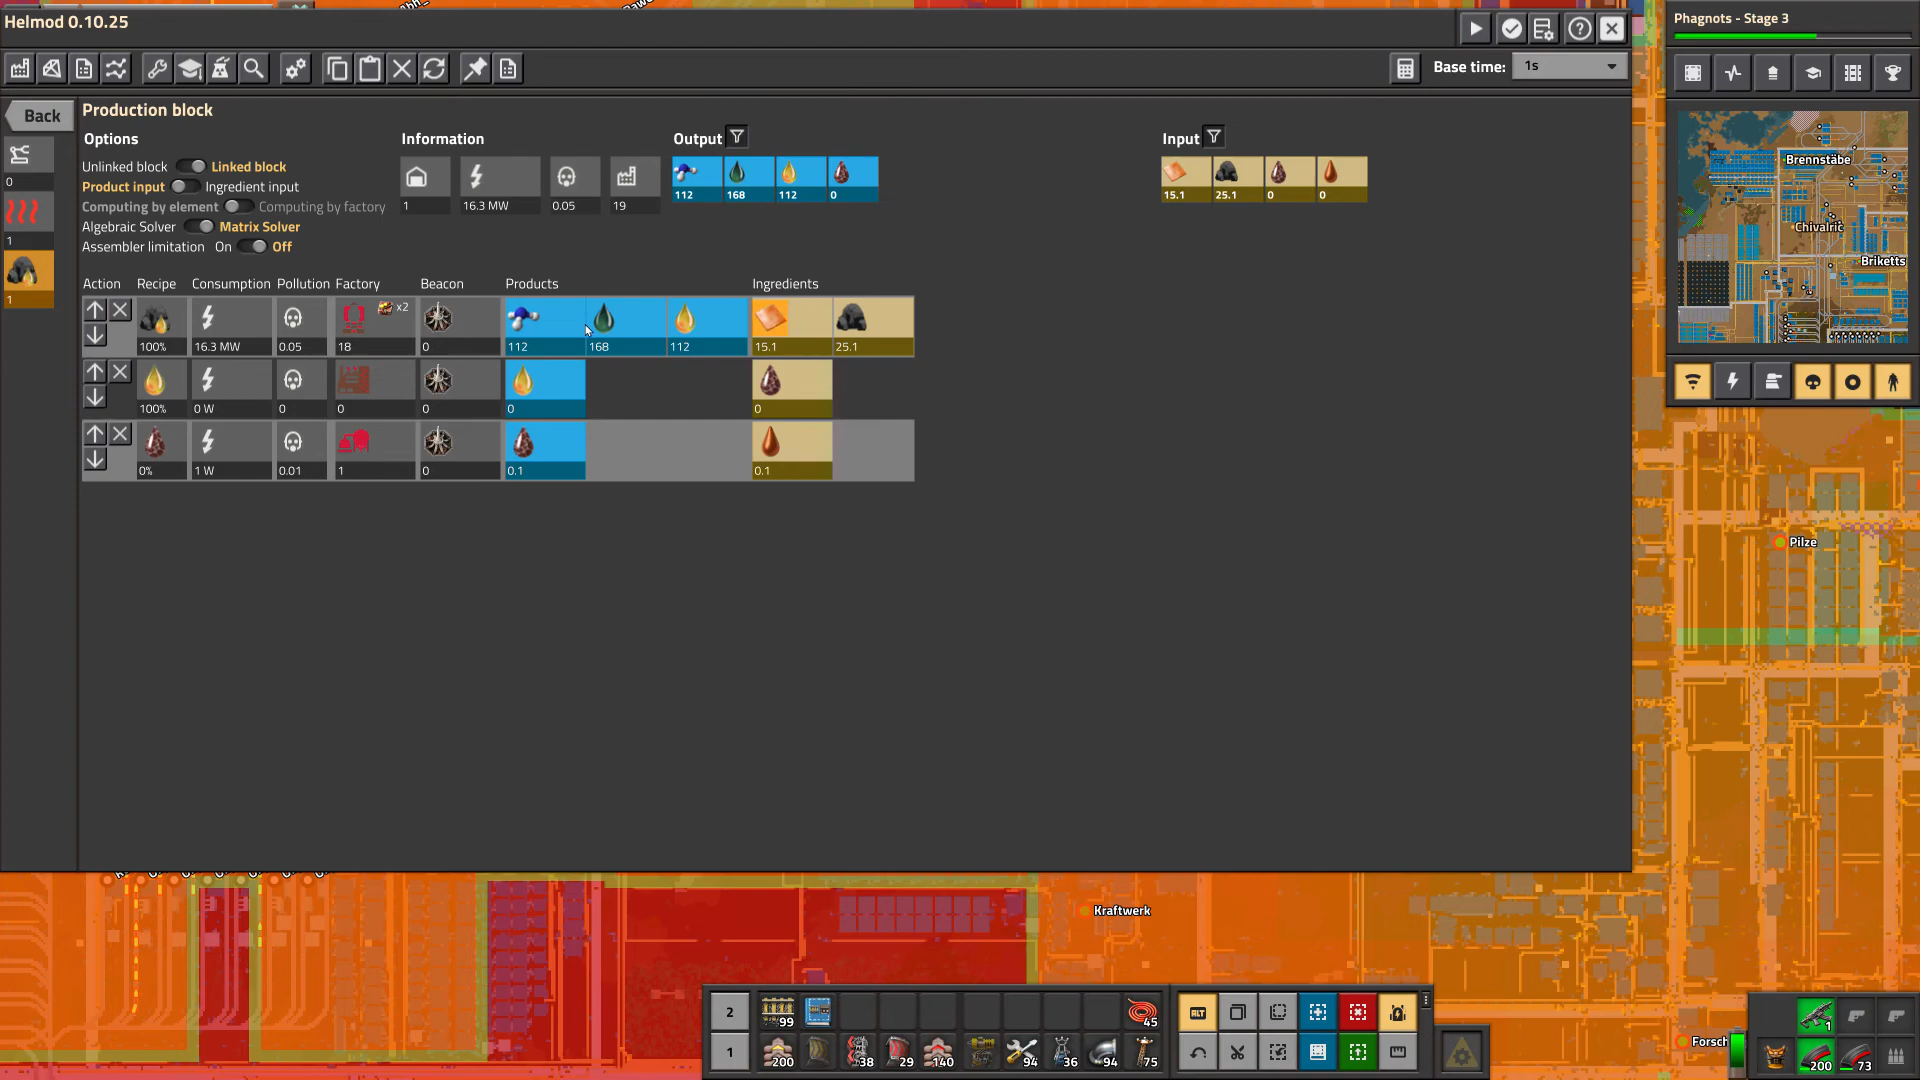 Helmod 0.10.25
Base time:
1s
Back
Production block
Options
Information
Output
Input
Unlinked block
Linked block
Product input
Ingredient input
Computing by element
Computing by factory
Algebraic Solver
Matrix Solver
Assembler limitation
On
Off
1
16.3 MW
0.05
19
112
168
112
0
15.1
25.1
0
0
0
1
1
Action
Recipe
Consumption
Pollution
Factory
Beacon
Products
Ingredients
x2
100%
16.3 MW
0.05
18
0
112
168
112
15.1
25.1
100%
0 W
0
0
0
0
0
0%
1 W
0.01
1
0
0.1
0.1
Phagnots - Stage 3
Brennstäbe
Chivalric
Briketts
Pilze
Kraftwerk
Forsch
2
99
45
1
200
38
29
140
94
36
94
75
ALT
1
200
73